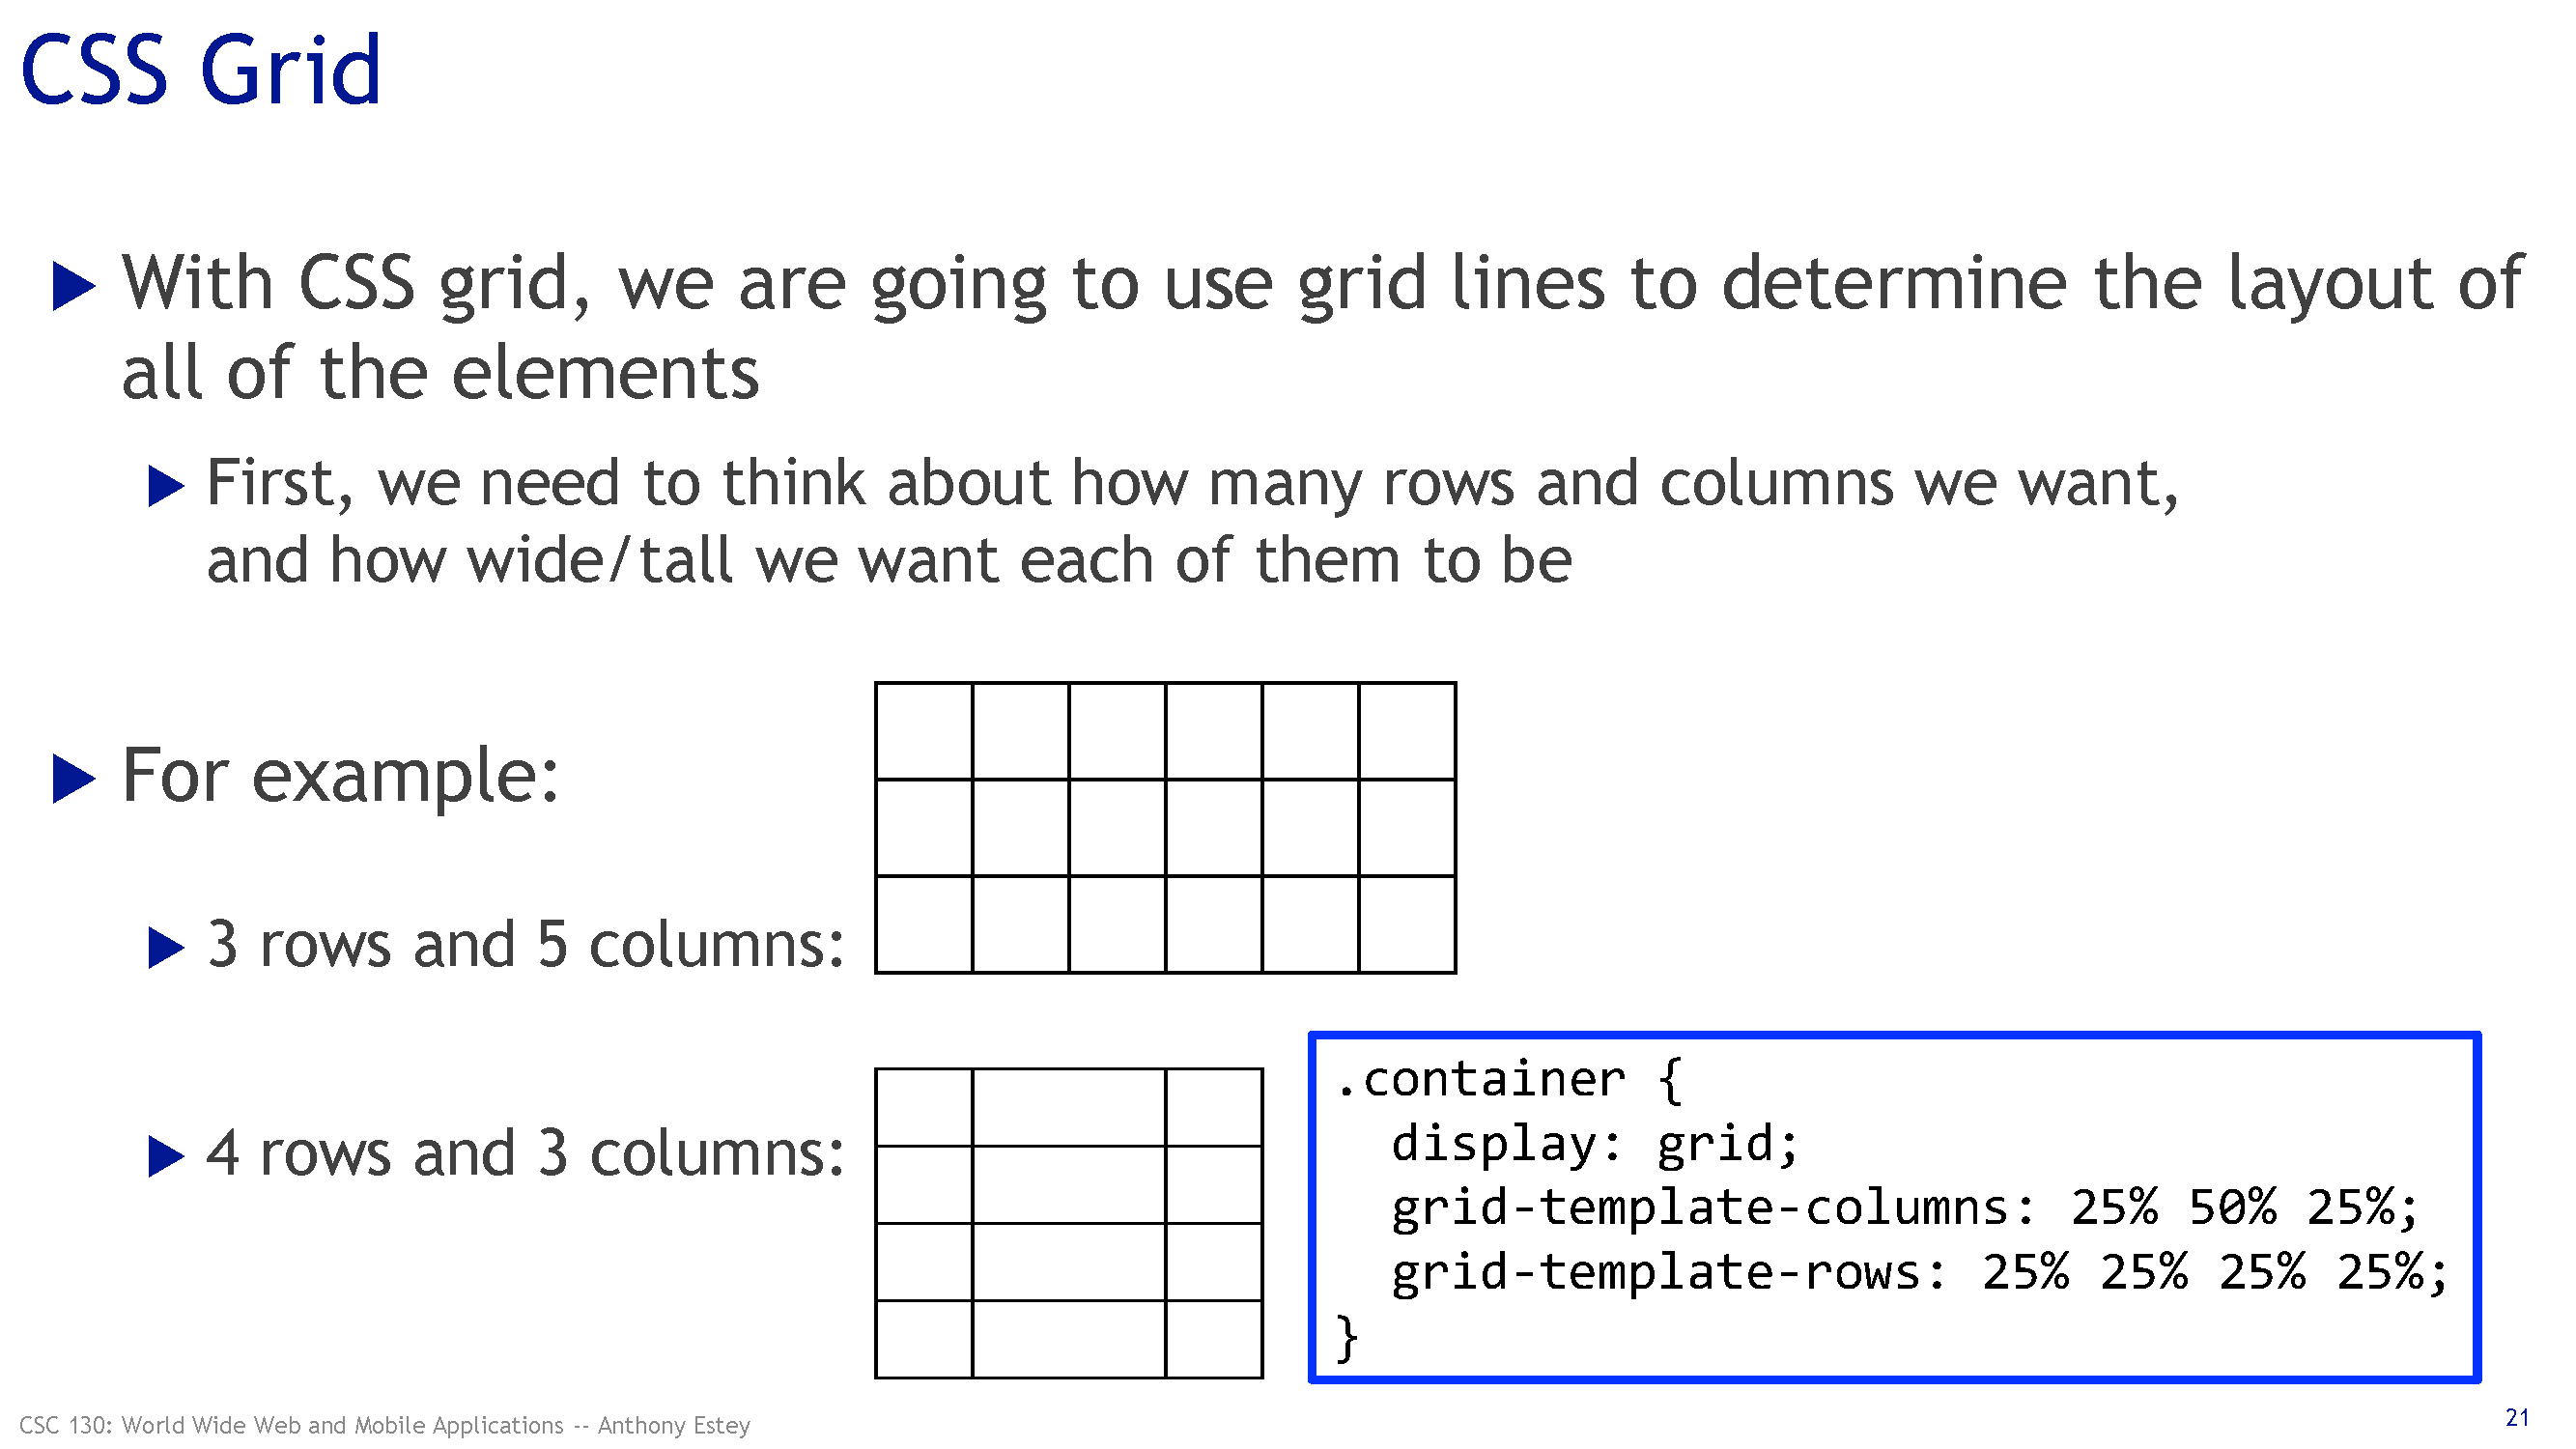 CSS Grid
With CSS grid, we are going to use grid lines to determine the layout of
all of the elements
First, we need to think about how many rows and columns we want,
and how wide/tall we want each of them to be
For example:
3 rows and 5 columns:
4 rows and 3 columns:
.container {
display: grid;
grid-template-columns: 25% 50% 25%;
grid-template-rows: 25% 25% 25% 25%;
}
CSC 130: World Wide Web and Mobile Applications -- Anthony Estey
21